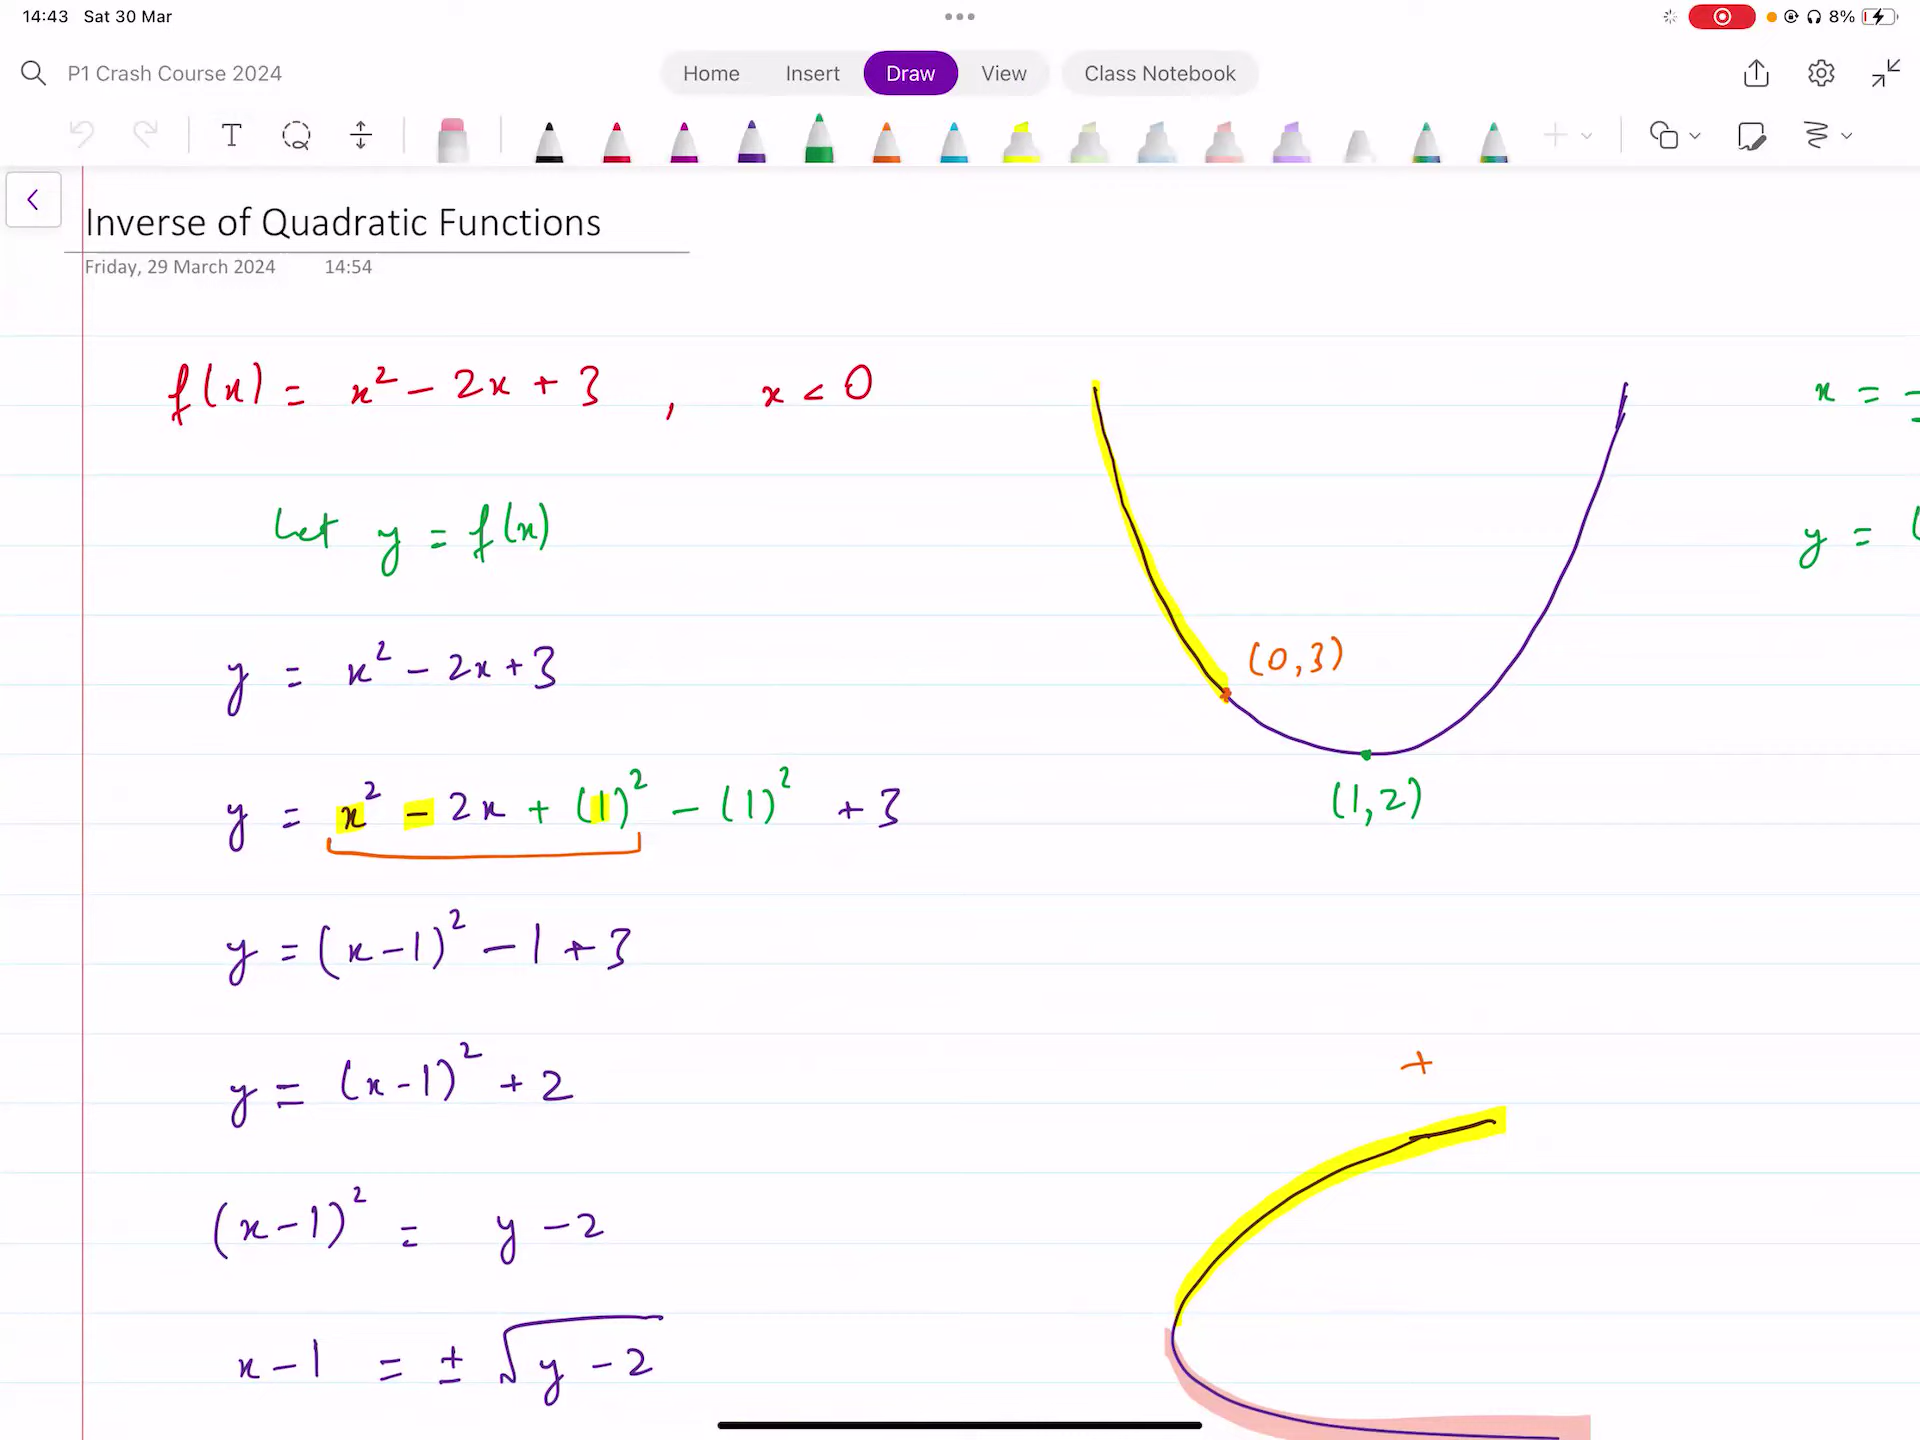 14:43 Sat 30 Mar 8%
P1 Crash Course 2024 Home Insert Draw View Class Notebook
T
Inverse of Quadratic Functions
Friday, 29 March 2024 14:54
f(x) = x² - 2x + 3 , x < 0
x =
Let y = f(x)
y = (
y = x² - 2x + 3
(0,3)
y = x² - 2x + (1)² - (1)² + 3
(1,2)
y = (x-1)² - 1 + 3
+
y = (x-1)² + 2
(x-1)² = y - 2
x - 1 = ± √y - 2